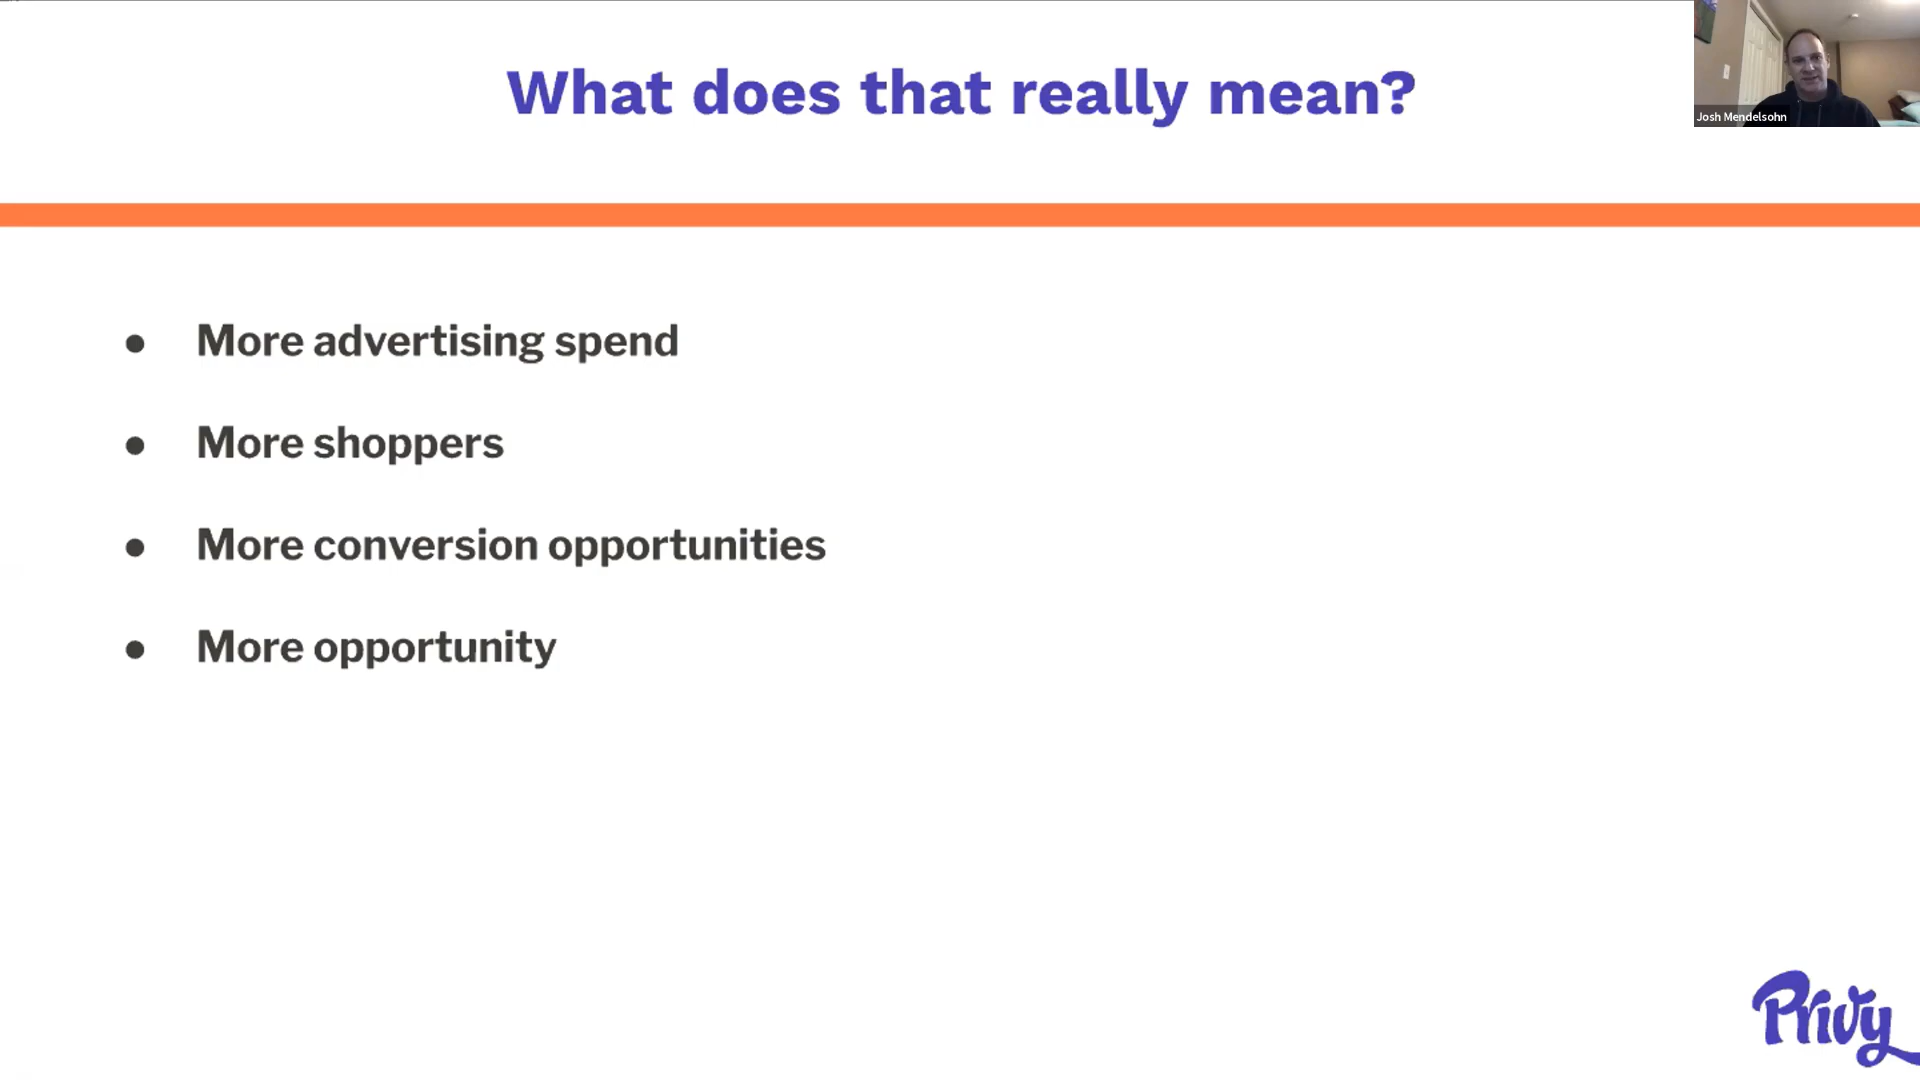 What does that really mean?
Josh Mendelsohn
● More advertising spend
● More shoppers
● More conversion opportunities
● More opportunity
Privy